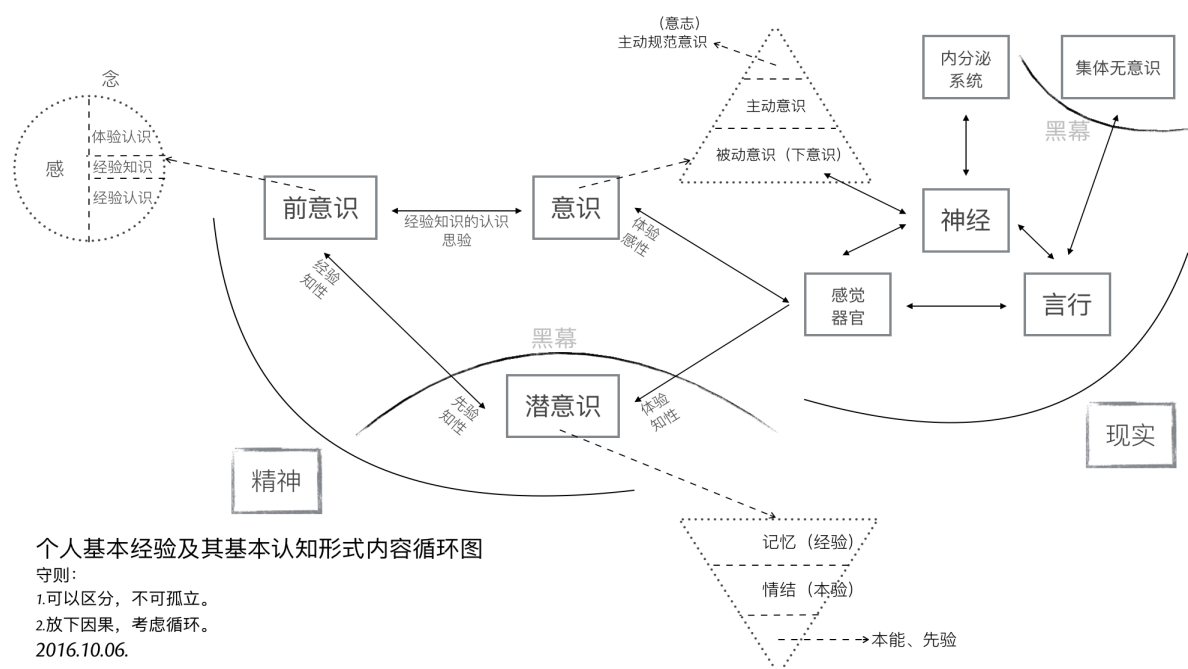 (意志)
主动规范意识
主动意识
被动意识（下意识）
内分泌
系统
集体无意识
黑幕
念
感
体验认识
经验知识
经验认识
前意识
经验知识的认识
思验
意识
体验
感性
神经
感觉
器官
言行
经验
知性
黑幕
先验
知性
潜意识
体验
知性
精神
现实
记忆（经验）
情结（本验）
本能、先验
个人基本经验及其基本认知形式内容循环图
守则：
1.可以区分，不可孤立。
2.放下因果，考虑循环。
2016.10.06.